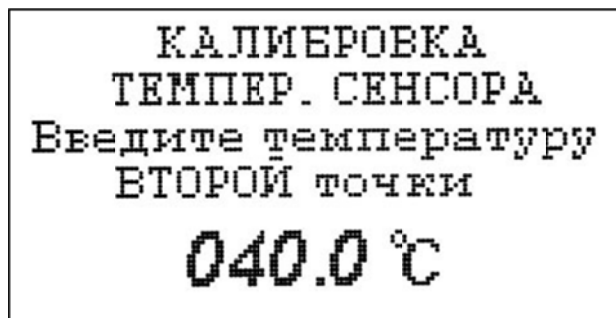 КАЛИБРОВКА
ТЕМПЕР. СЕНСОРА
Введите температуру
ВТОРОЙ точки
040.0 °C